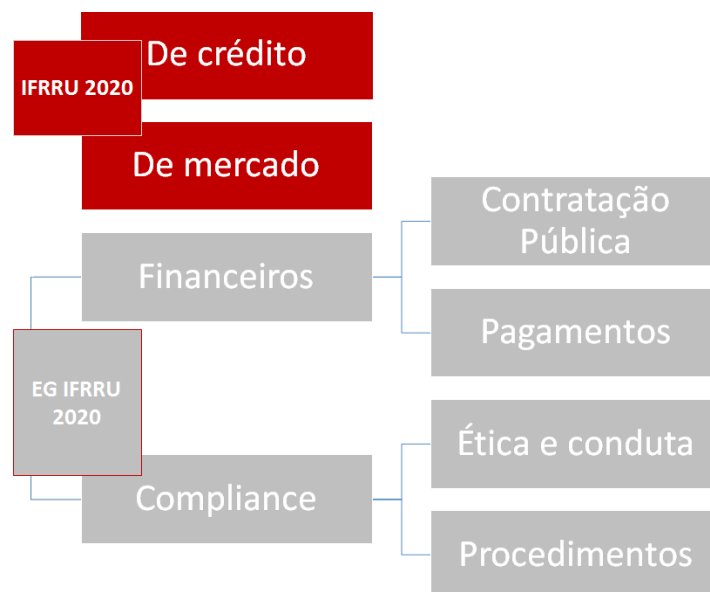 De crédito
IFRRU 2020
De mercado
Contratação
Pública
Financeiros
Pagamentos
EG IFRRU
2020
Ética e conduta
Compliance
Procedimentos